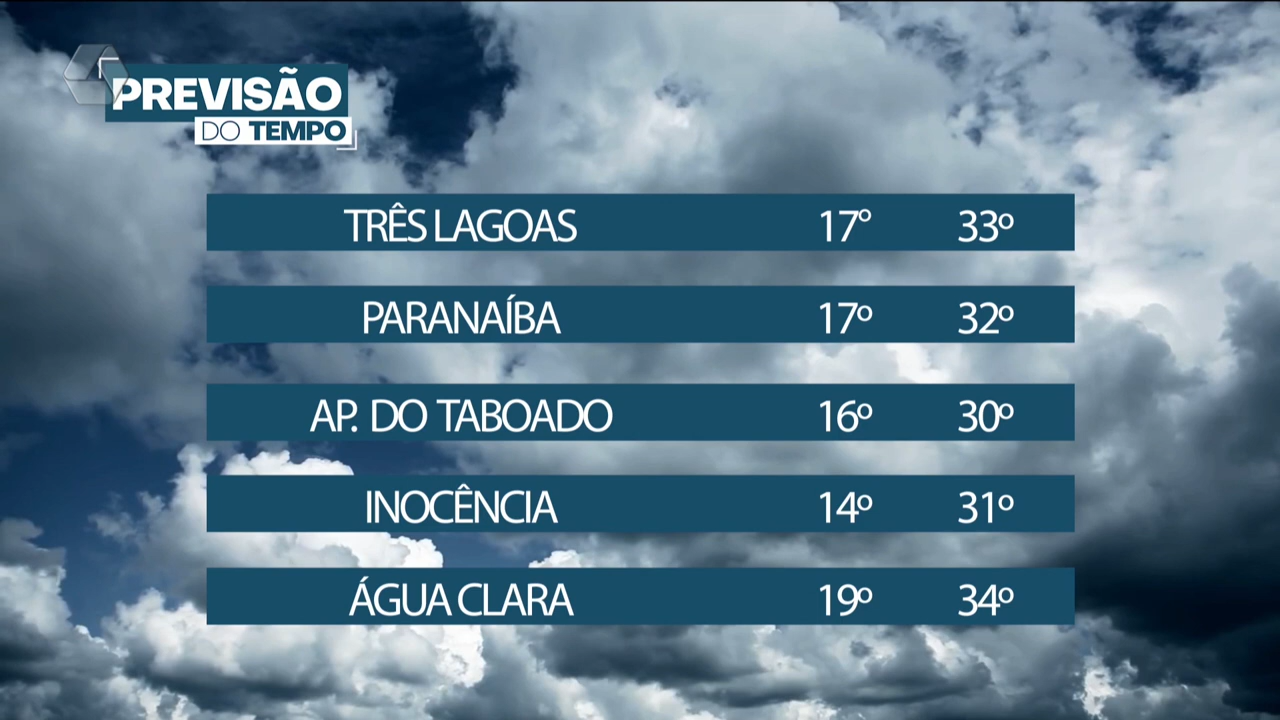 PREVISÃO
DO TEMPO
TRÊS LAGOAS 17° 33º
PARANAÍBA 17º 32º
AP. DO TABOADO 16º 30º
INOCÊNCIA 14º 31º
ÁGUA CLARA 19º 34º